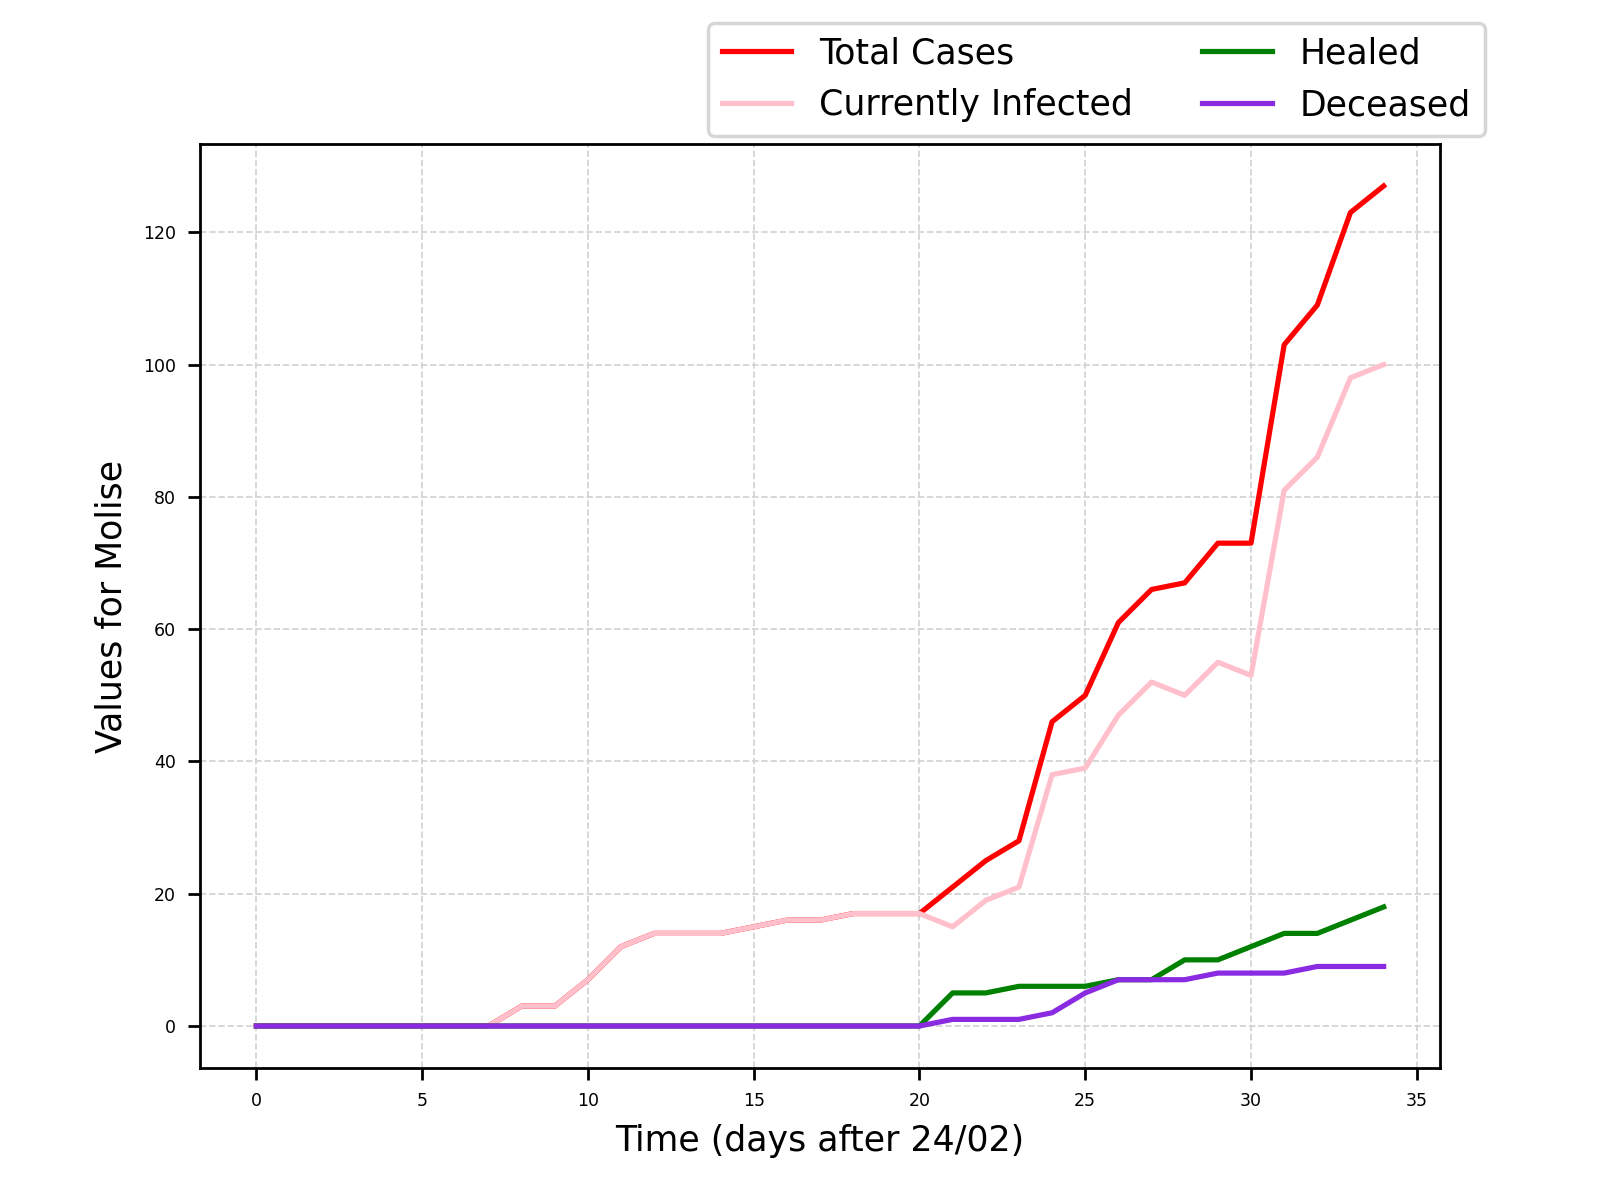 Total Cases
Currently Infected
Healed
Deceased
Values for Molise
120
100
80
60
40
20
0
0 5 10 15 20 25 30 35
Time (days after 24/02)